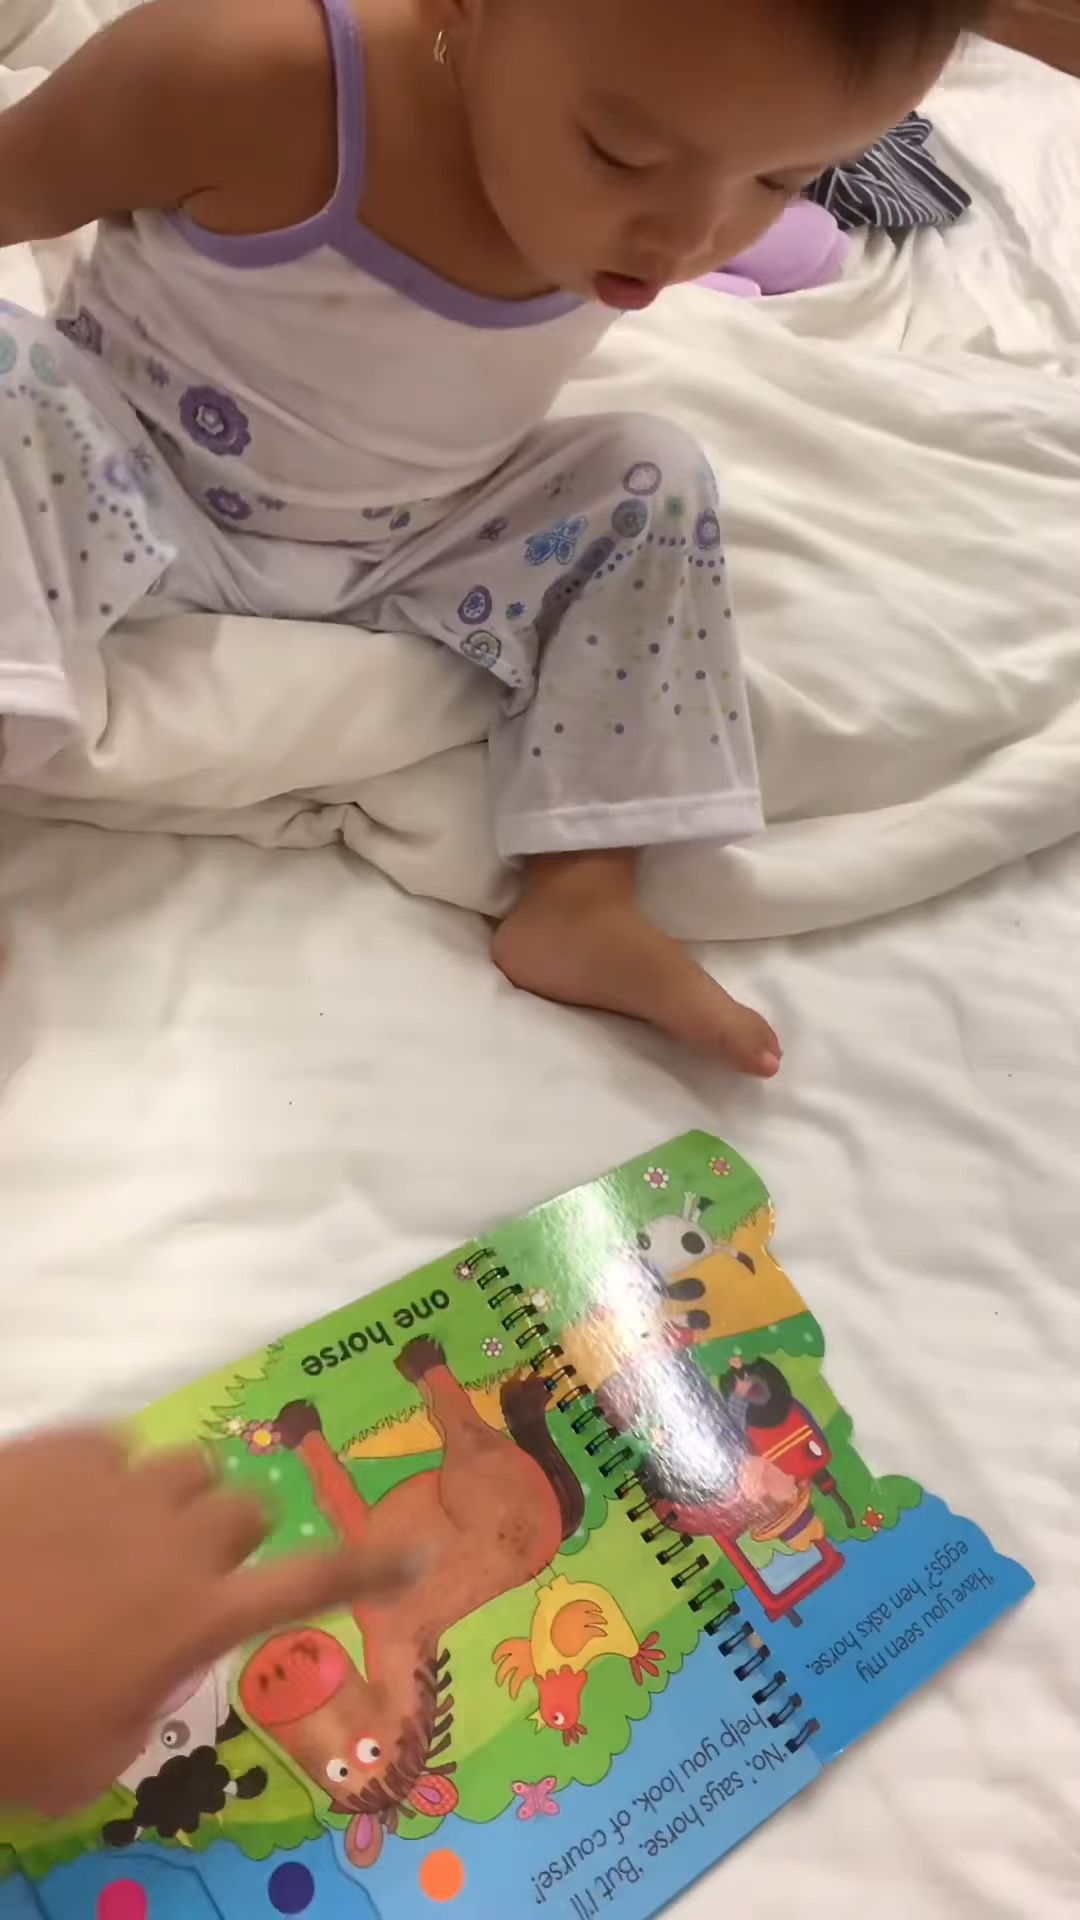 'Have you seen my
eggs?' hen asks horse.
'No,' says horse. 'But I'll
help you look, of course!'
one horse